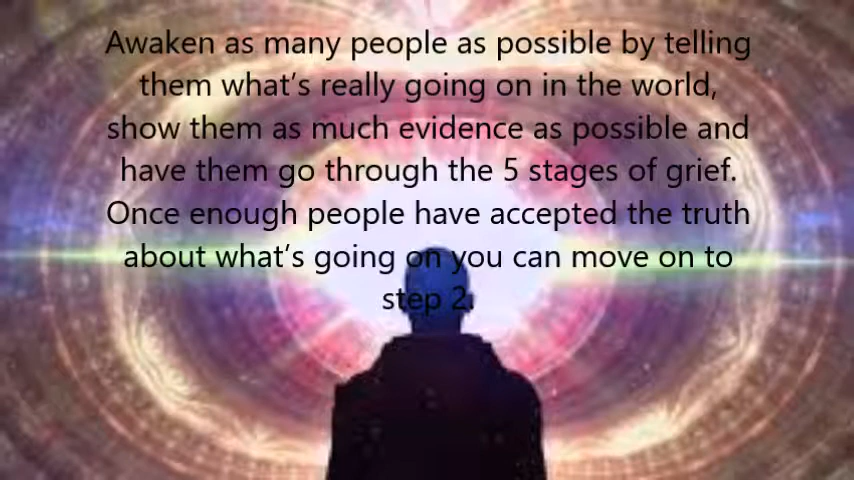 Awaken as many people as possible by telling
them what's really going on in the world,
show them as much evidence as possible and
have them go through the 5 stages of grief.
Once enough people have accepted the truth
about what's going on you can move on to
step 2.